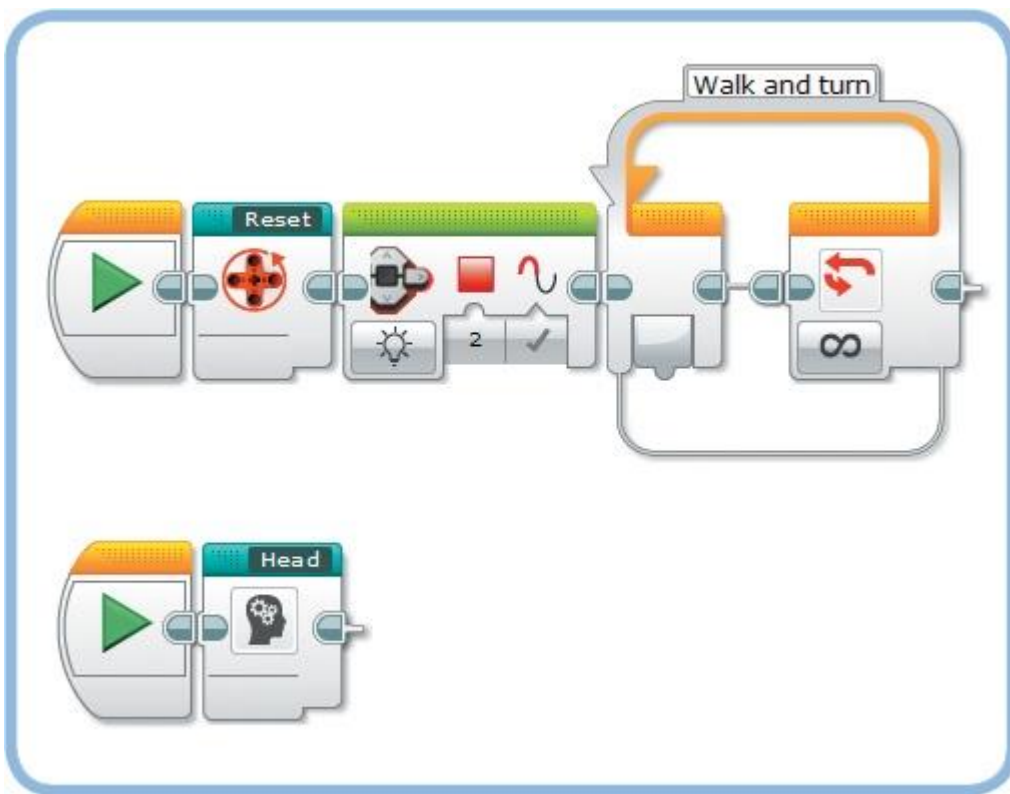 Walk and turn
Reset
2
∞
Head